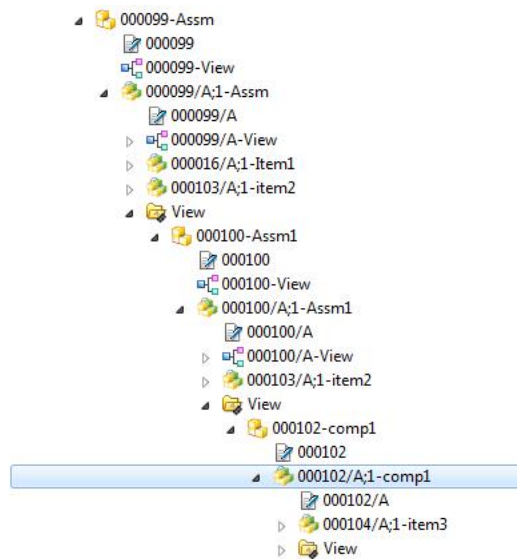 000099-Assm
000099
000099-View
000099/A;1-Assm
000099/A
000099/A-View
000016/A;1-Item1
000103/A;1-item2
View
000100-Assm1
000100
000100-View
000100/A;1-Assm1
000100/A
000100/A-View
000103/A;1-item2
View
000102-comp1
000102
000102/A;1-comp1
000102/A
000104/A;1-item3
View